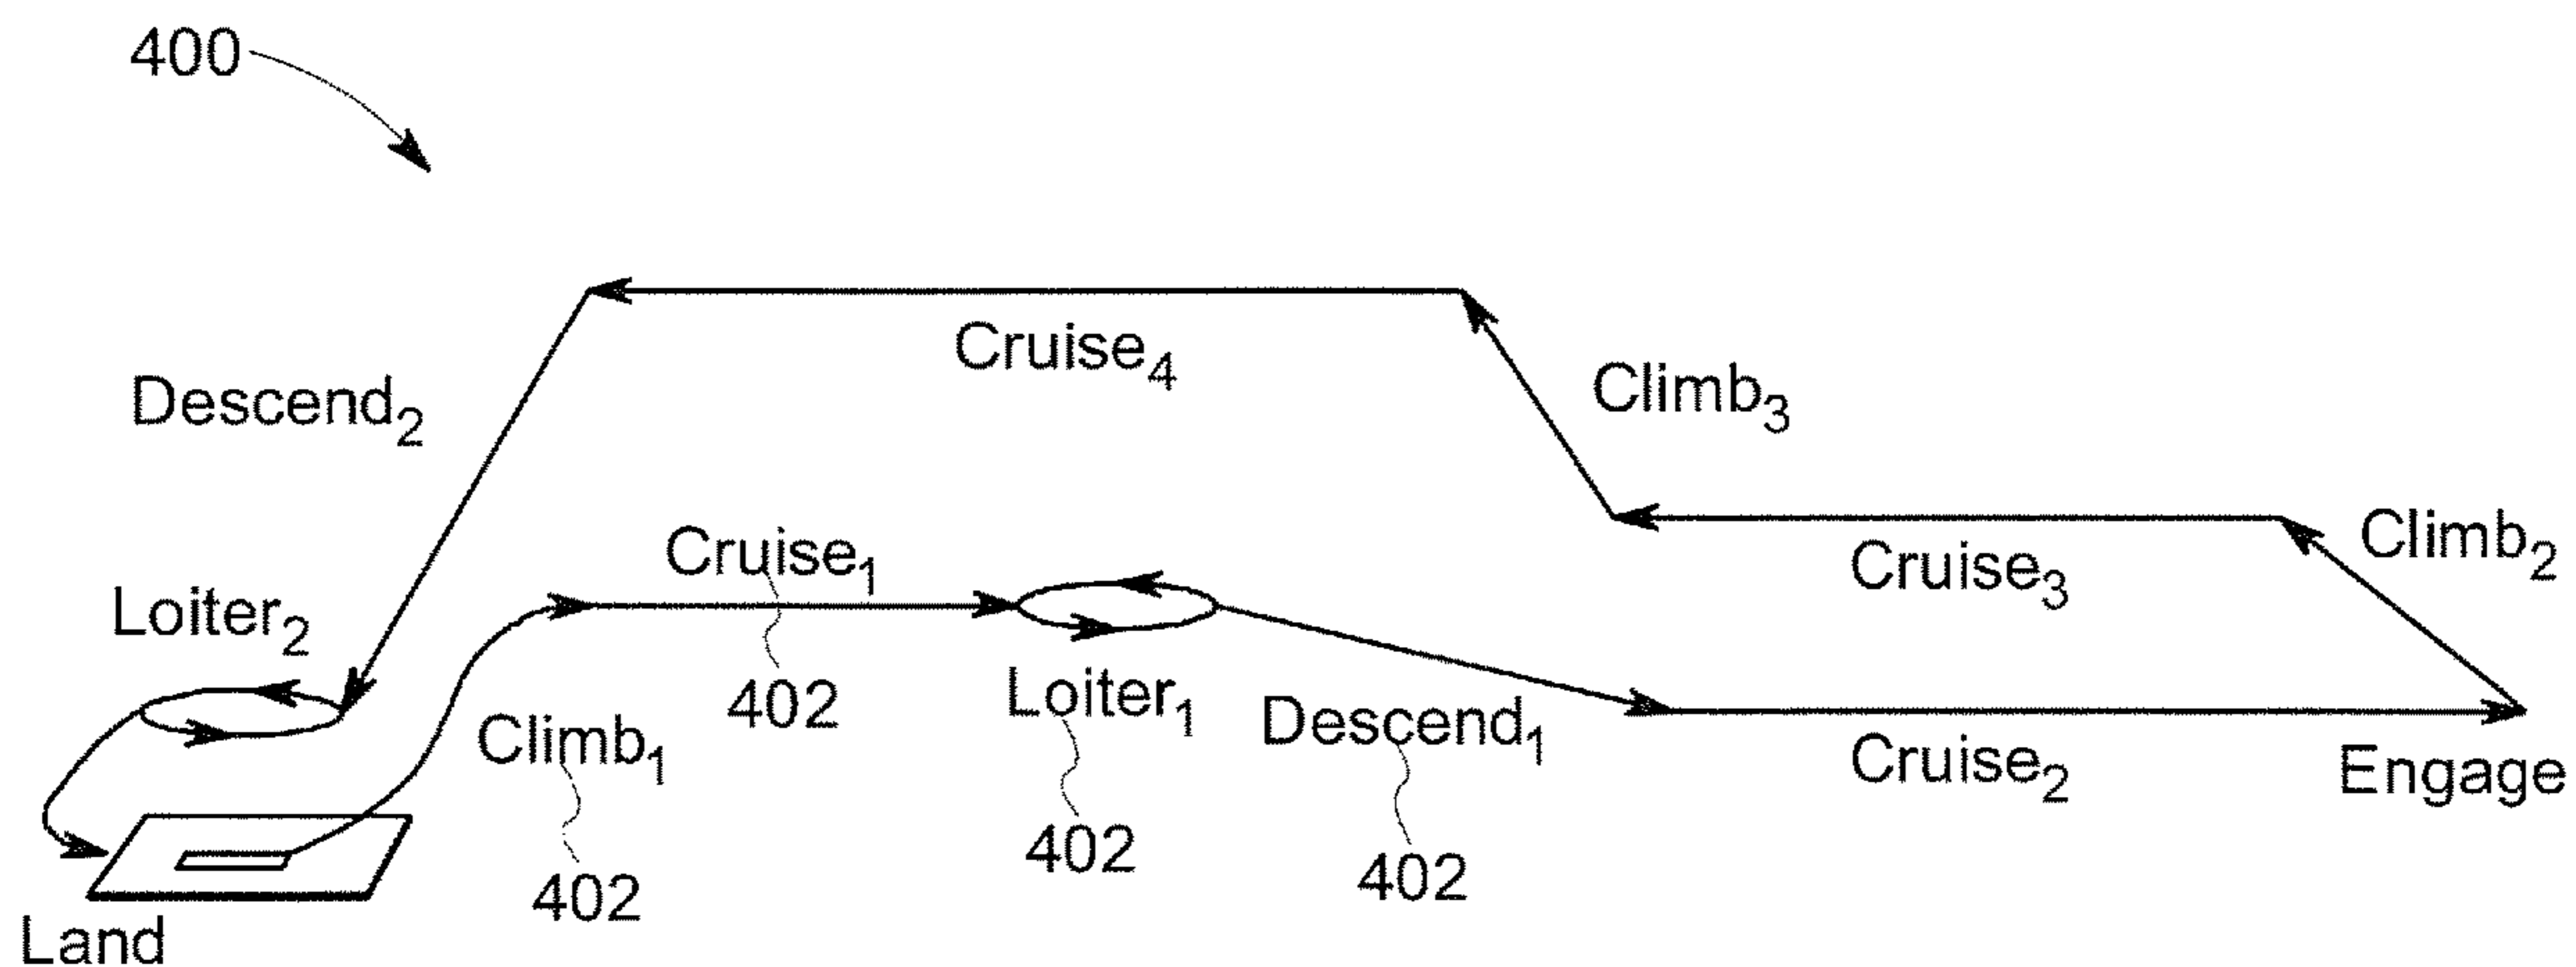 400
Cruise₄
Descend₂
Climb₃
Cruise₁
Climb₂
Cruise₃
Loiter₂
402
Loiter₁
Descend₁
Climb₁
Cruise₂
Engage
402
402
402
Land